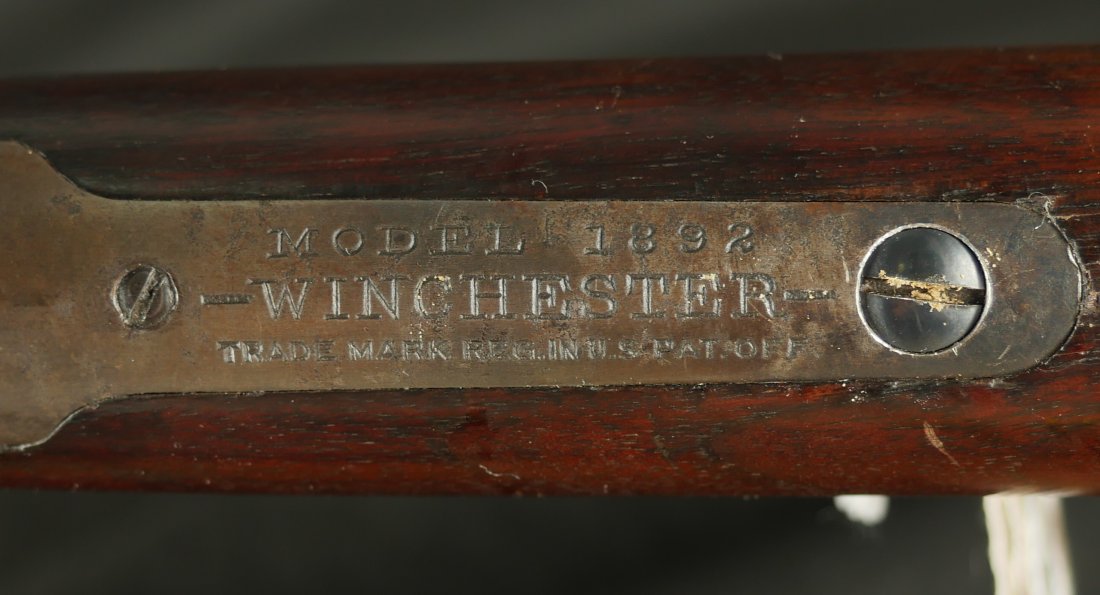 MODEL 1892
-WINCHESTER-
TRADE MARK REG. IN U.S. PAT. OFF.